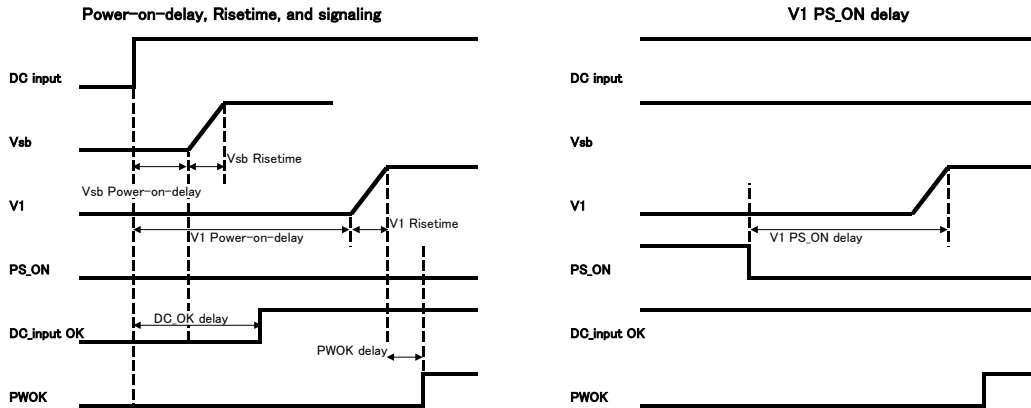 Power-on-delay, Risetime, and signaling
DC input
Vsb
Vsb Risetime
Vsb Power-on-delay
V1
V1 Risetime
V1 Power-on-delay
PS_ON
DC_OK delay
DC_input OK
PWOK delay
PWOK
V1 PS_ON delay
DC input
Vsb
V1
V1 PS_ON delay
PS_ON
DC_input OK
PWOK